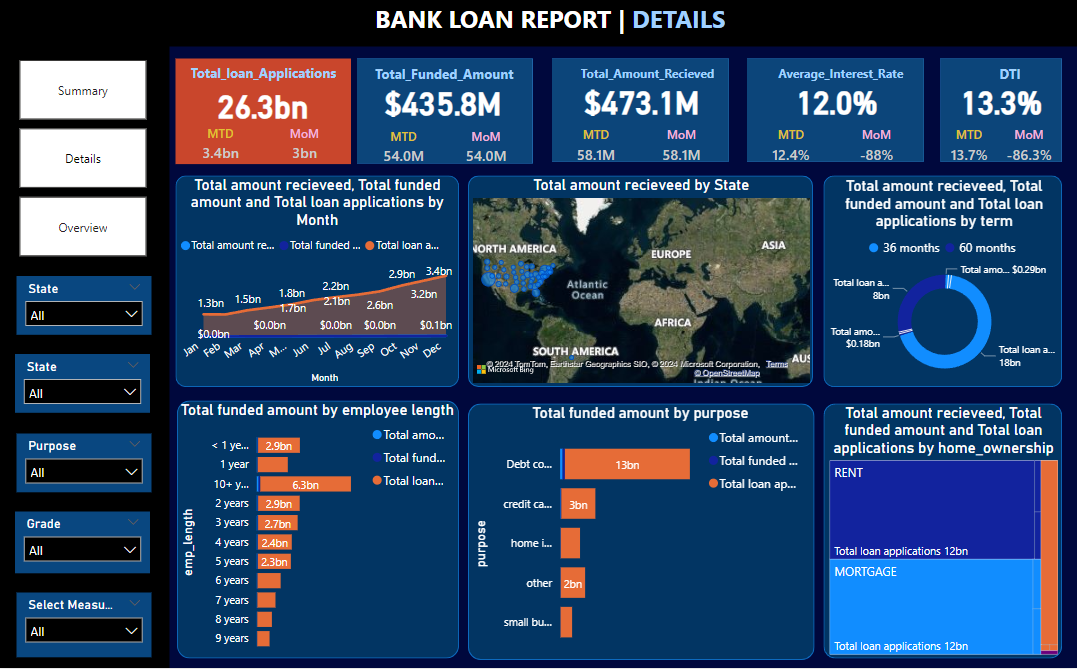 BANK LOAN REPORT | DETAILS
Summary
Details
Overview
State
All
State
All
Purpose
All
Grade
All
Select Measu...
All
Total_loan_Applications
26.3bn
MTD MoM
3.4bn 3bn
Total_Funded_Amount
$435.8M
MTD MoM
54.0M 54.0M
Total_Amount_Recieved
$473.1M
MTD MoM
58.1M 58.1M
Average_Interest_Rate
12.0%
MTD MoM
12.4% -88%
DTI
13.3%
MTD MoM
13.7% -86.3%
Total amount recieveed, Total funded
amount and Total loan applications by
Month
Total amount re... Total funded ... Total loan a...
1.3bn 1.5bn 1.8bn 2.2bn 2.9bn 3.4bn
1.7bn 2.1bn 2.6bn 3.2bn
$0.0bn $0.0bn $0.0bn $0.0bn $0.1bn
Jan Feb Mar Apr M... Jun Jul Aug Sep Oct Nov Dec
Month
Total amount recieveed by State
NORTH AMERICA
EUROPE
ASIA
Atlantic
Ocean
AFRICA
SOUTH AMERICA
AUS
© 2024 TomTom, Earthstar Geographics SIO, © 2024 Microsoft Corporation, Terms
Microsoft Bing
© OpenStreetMap
Indian Ocean
Total amount recieveed, Total
funded amount and Total loan
applications by term
36 months 60 months
Total amo... $0.29bn
Total loan a...
8bn
Total amo...
$0.18bn
Total loan a...
18bn
Total funded amount by employee length
Total amo...
Total fund...
Total loan...
emp_length
< 1 ye... 2.9bn
1 year
10+ y... 6.3bn
2 years 2.9bn
3 years 2.7bn
4 years 2.4bn
5 years 2.3bn
6 years
7 years
8 years
9 years
Total funded amount by purpose
Total amount...
Total funded ...
Total loan ap...
purpose
Debt co... 13bn
credit ca... 3bn
home i...
other 2bn
small bu...
Total amount recieveed, Total
funded amount and Total loan
applications by home_ownership
RENT
Total loan applications 12bn
MORTGAGE
Total loan applications 12bn